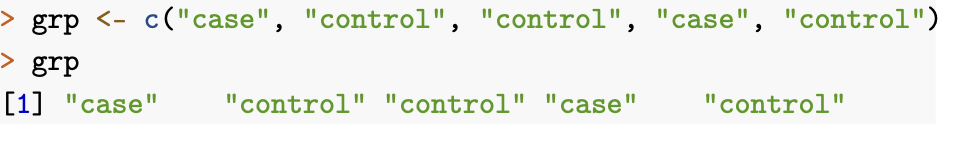 > grp <- c("case", "control", "control", "case", "control")
> grp
[1] "case"    "control" "control" "case"    "control"